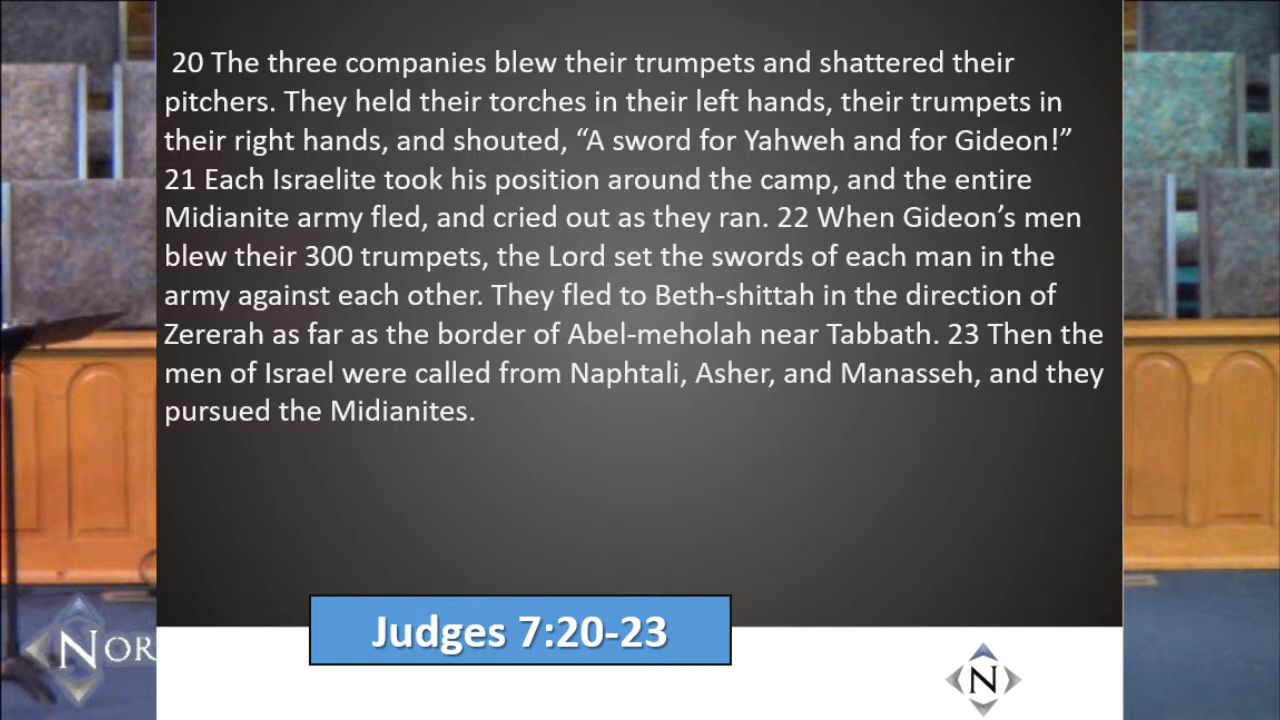 20 The three companies blew their trumpets and shattered their
pitchers. They held their torches in their left hands, their trumpets in
their right hands, and shouted, “A sword for Yahweh and for Gideon!”
21 Each Israelite took his position around the camp, and the entire
Midianite army fled, and cried out as they ran. 22 When Gideon’s men
blew their 300 trumpets, the Lord set the swords of each man in the
army against each other. They fled to Beth-shittah in the direction of
Zererah as far as the border of Abel-meholah near Tabbath. 23 Then the
men of Israel were called from Naphtali, Asher, and Manasseh, and they
pursued the Midianites.
Judges 7:20-23
NOR
N